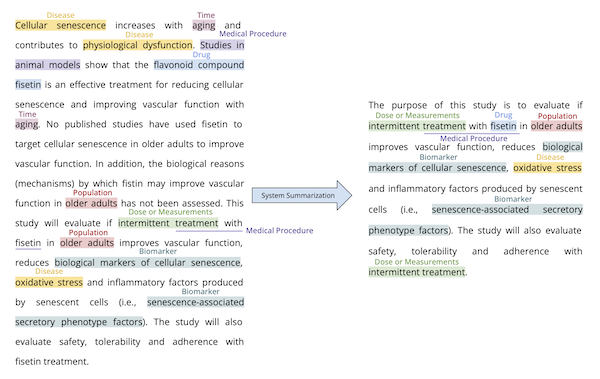 Disease Time
Cellular senescence increases with aging and
Disease Medical Procedure
contributes to physiological dysfunction. Studies in
Drug
animal models show that the flavonoid compound
fisetin is an effective treatment for reducing cellular
senescence and improving vascular function with
Time
aging. No published studies have used fisetin to
target cellular senescence in older adults to improve
vascular function. In addition, the biological reasons
(mechanisms) by which fistin may improve vascular
Population
function in older adults has not been assessed. This
Dose or Measurements
study will evaluate if intermittent treatment with
Population Medical Procedure
fisetin in older adults improves vascular function,
Biomarker
reduces biological markers of cellular senescence,
Disease
oxidative stress and inflammatory factors produced
Biomarker
by senescent cells (i.e., senescence-associated
secretory phenotype factors). The study will also
evaluate safety, tolerability and adherence with
fisetin treatment.
System Summarization
The purpose of this study is to evaluate if
Dose or Measurements Drug Population
intermittent treatment with fisetin in older adults
Medical Procedure
improves vascular function, reduces biological
Biomarker Disease
markers of cellular senescence, oxidative stress
and inflammatory factors produced by senescent
Biomarker
cells (i.e., senescence-associated secretory
phenotype factors). The study will also evaluate
safety, tolerability and adherence with
Dose or Measurements
intermittent treatment.